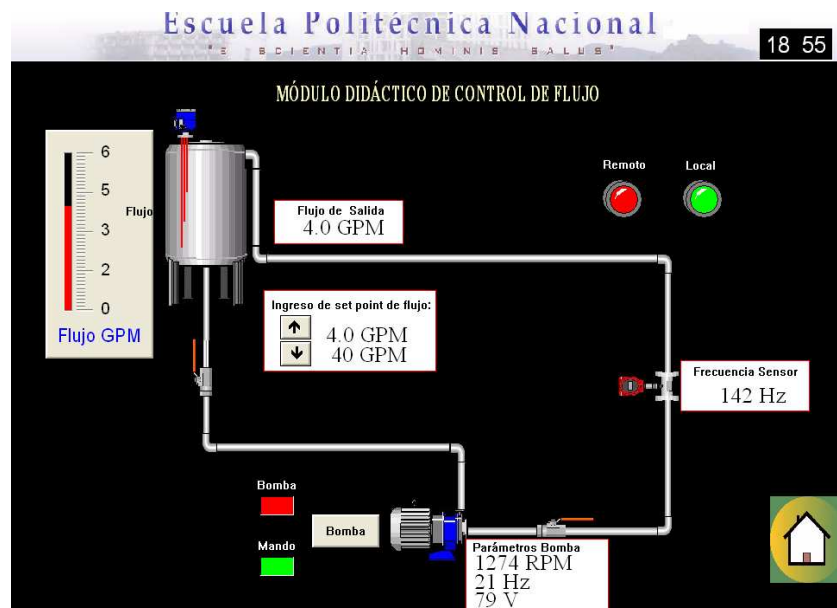 Escuela Politécnica Nacional
"E SCIENTIA HOMINIS SALUS"
18 55
MÓDULO DIDÁCTICO DE CONTROL DE FLUJO
6
5
3
2
0
Flujo
Flujo GPM
Flujo de Salida
4.0 GPM
Remoto
Local
Ingreso de set point de flujo:
4.0 GPM
40 GPM
Frecuencia Sensor
142 Hz
Bomba
Mando
Bomba
Parámetros Bomba
1274 RPM
21 Hz
79 V